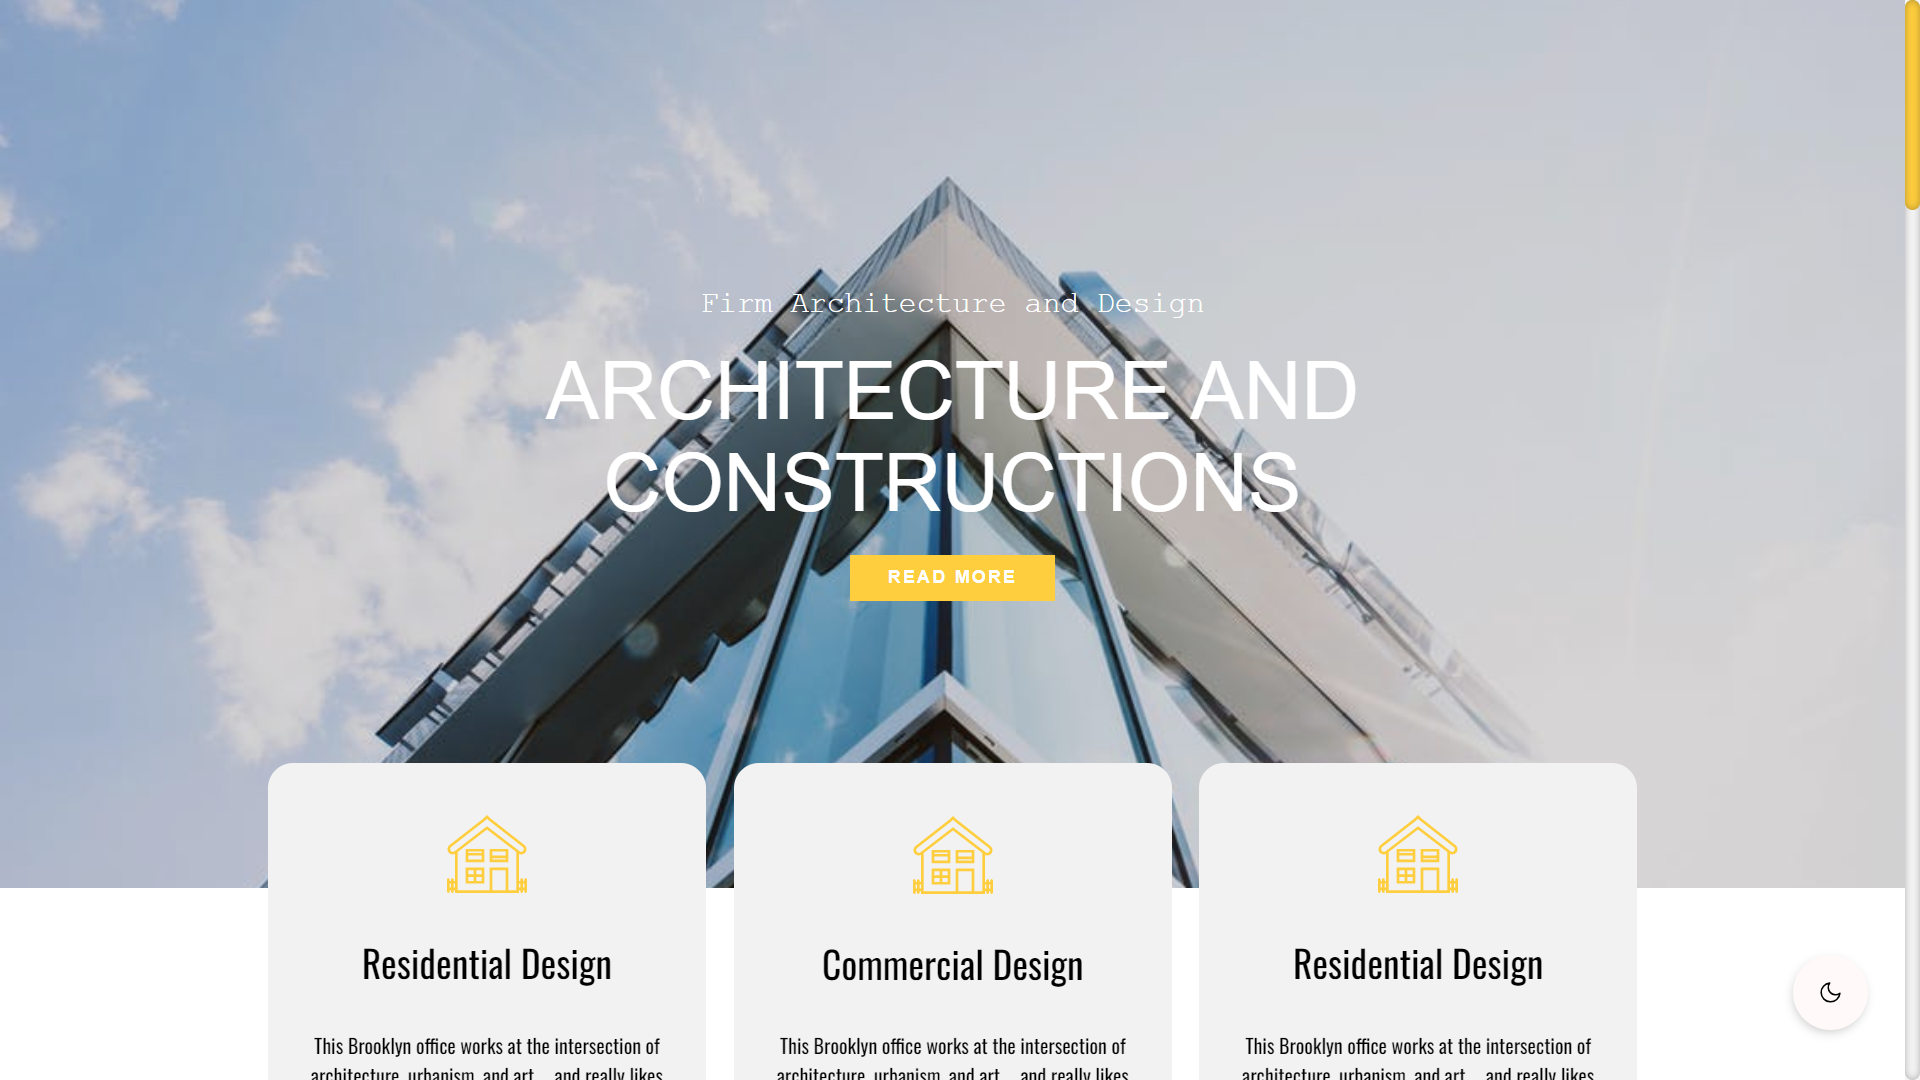 Firm Architecture and Design
ARCHITECTURE AND
CONSTRUCTIONS
READ MORE
Residential Design
This Brooklyn office works at the intersection of
architecture, urbanism, and art … and really likes
Commercial Design
This Brooklyn office works at the intersection of
architecture, urbanism, and art … and really likes
Residential Design
This Brooklyn office works at the intersection of
architecture, urbanism, and art … and really likes